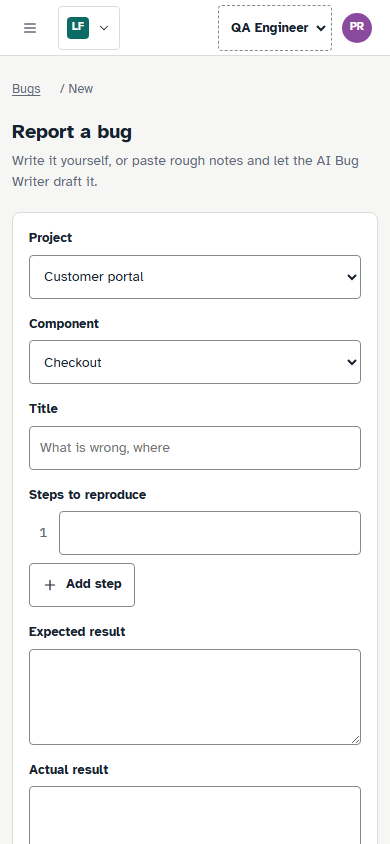 LF
QA Engineer
PR
Bugs / New
Report a bug
Write it yourself, or paste rough notes and let the AI Bug
Writer draft it.
Project
Customer portal
Component
Checkout
Title
What is wrong, where
Steps to reproduce
1
Add step
Expected result
Actual result